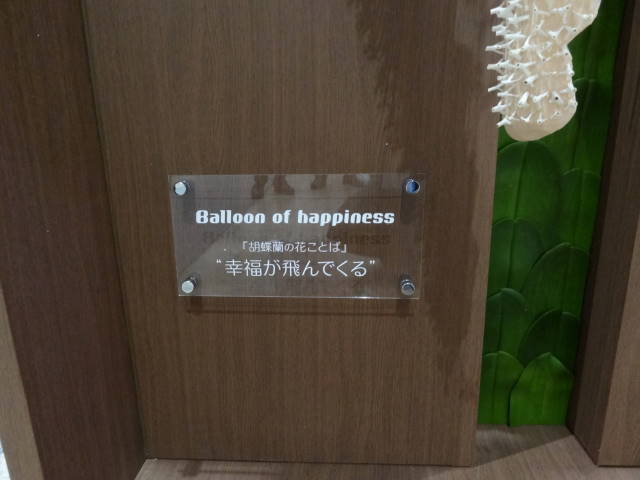 Balloon of happiness
『胡蝶蘭の花ことば』
“幸福が飛んでくる”